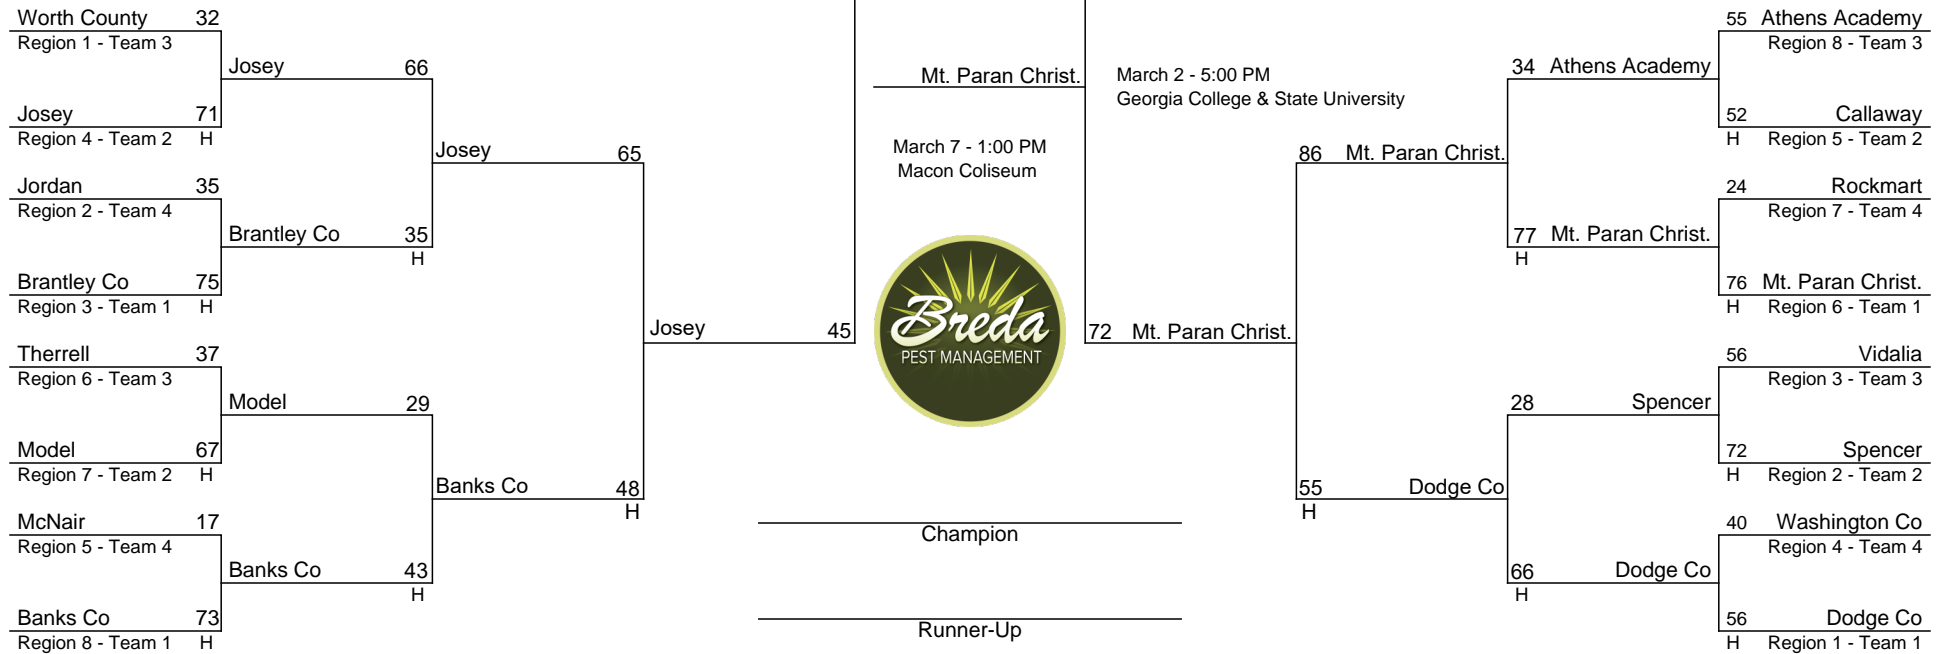 Worth County 32
Region 1 - Team 3
Josey 66
Josey 71
Region 4 - Team 2 H
Josey 65
Jordan 35
Region 2 - Team 4
Brantley Co 35
H
Brantley Co 75
Region 3 - Team 1 H
Josey 45
Therrell 37
Region 6 - Team 3
Model 29
Model 67
Region 7 - Team 2 H
Banks Co 48
H
McNair 17
Region 5 - Team 4
Banks Co 43
H
Banks Co 73
Region 8 - Team 1 H
Mt. Paran Christ.
March 2 - 5:00 PM
Georgia College & State University
March 7 - 1:00 PM
Macon Coliseum
Breda
PEST MANAGEMENT
Champion
Runner-Up
55 Athens Academy
Region 8 - Team 3
34 Athens Academy
52 Callaway
H Region 5 - Team 2
86 Mt. Paran Christ.
24 Rockmart
Region 7 - Team 4
77 Mt. Paran Christ.
H
76 Mt. Paran Christ.
H Region 6 - Team 1
72 Mt. Paran Christ.
56 Vidalia
Region 3 - Team 3
28 Spencer
72 Spencer
H Region 2 - Team 2
55 Dodge Co
H
40 Washington Co
Region 4 - Team 4
66 Dodge Co
H
56 Dodge Co
H Region 1 - Team 1